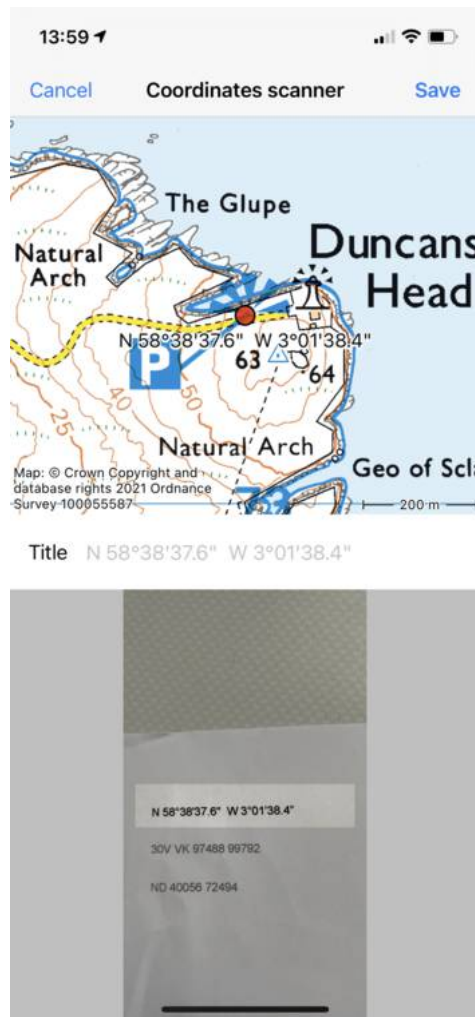 13:59
Cancel Coordinates scanner Save
The Glupe
Natural
Arch
Duncans
Head
N 58°38'37.6" W 3°01'38.4"
P
63
64
50
40
25
Natural Arch
Geo of Scla
Map: © Crown Copyright and
database rights 2021 Ordnance
Survey 100055587
200 m
Title N 58°38'37.6" W 3°01'38.4"
N 58°38'37.6" W 3°01'38.4"
30V VK 97488 99792
ND 40056 72494